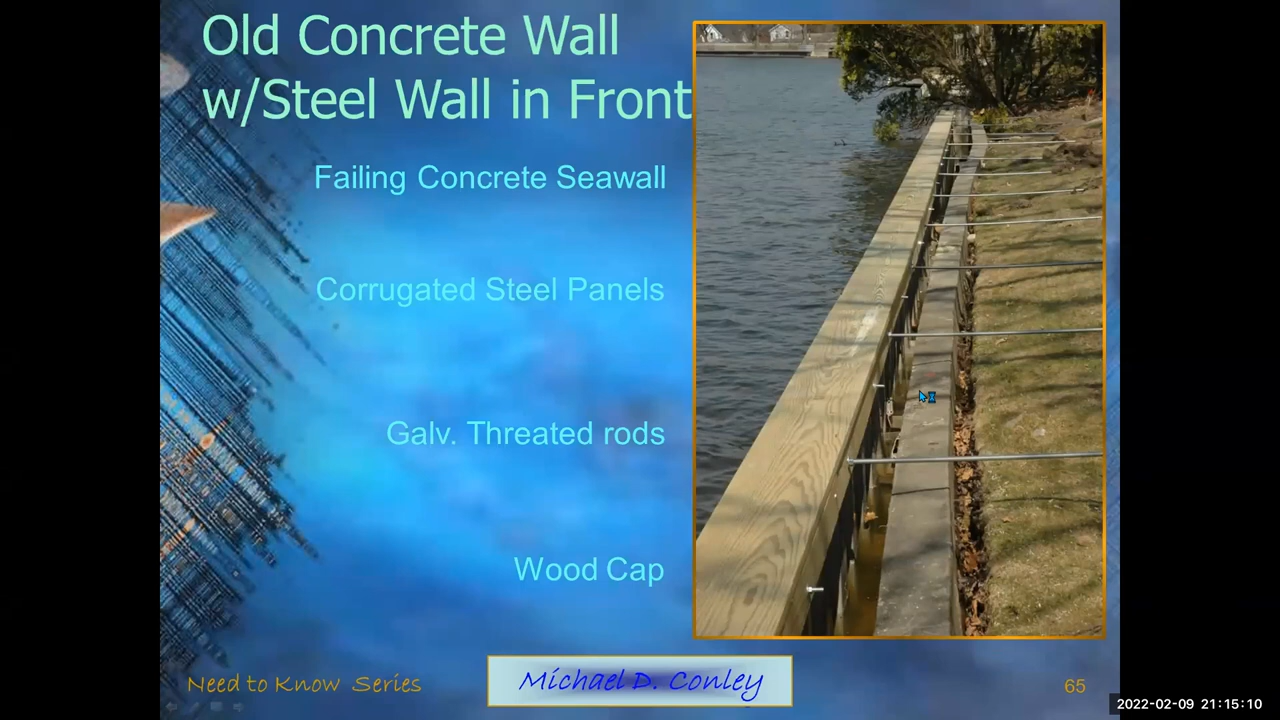 Old Concrete Wall
w/Steel Wall in Front
Failing Concrete Seawall
Corrugated Steel Panels
Galv. Threated rods
Wood Cap
Need to Know Series
Michael D. Conley
65
2022-02-09 21:15:10